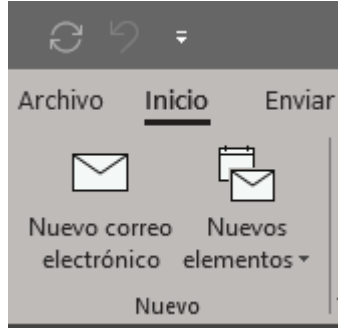 Archivo Inicio Enviar
Nuevo correo Nuevos
electrónico elementos
Nuevo